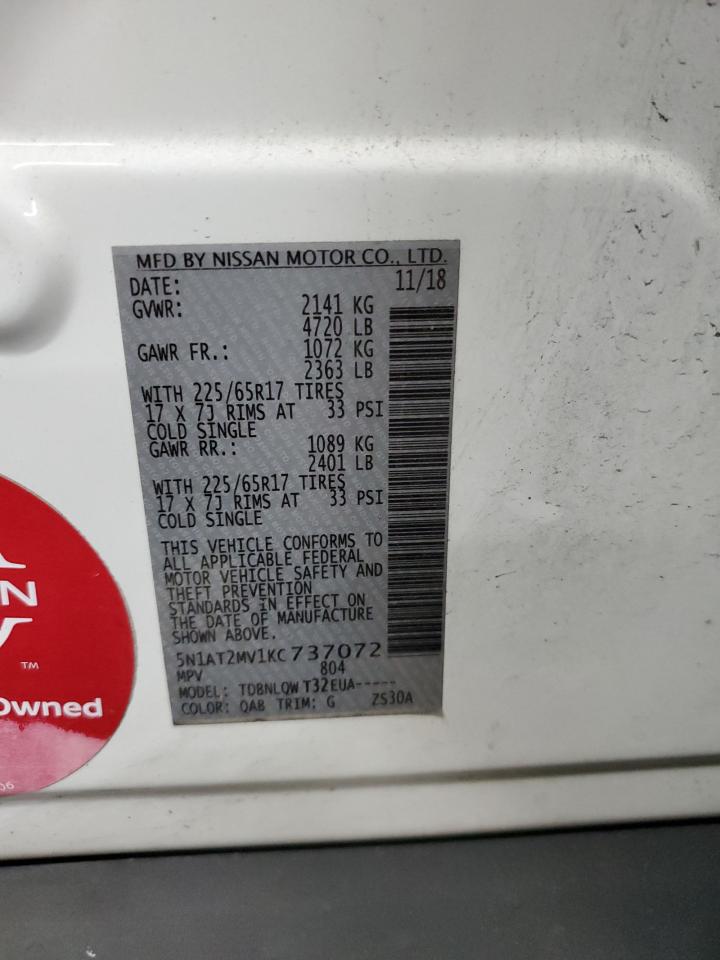 MFD BY NISSAN MOTOR CO., LTD.
DATE: 11/18
GVWR: 2141 KG
4720 LB
GAWR FR.: 1072 KG
2363 LB
WITH 225/65R17 TIRES
17 X 7J RIMS AT 33 PSI
COLD SINGLE
GAWR RR.: 1089 KG
2401 LB
WITH 225/65R17 TIRES
17 X 7J RIMS AT 33 PSI
COLD SINGLE
THIS VEHICLE CONFORMS TO
ALL APPLICABLE FEDERAL
MOTOR VEHICLE SAFETY AND
THEFT PREVENTION
STANDARDS IN EFFECT ON
THE DATE OF MANUFACTURE
SHOWN ABOVE.
5N1AT2MV1KC737072
MPV 804
MODEL: TDBNLQW T32EUA-----
COLOR: QAB TRIM: G ZS30A
TM
Owned